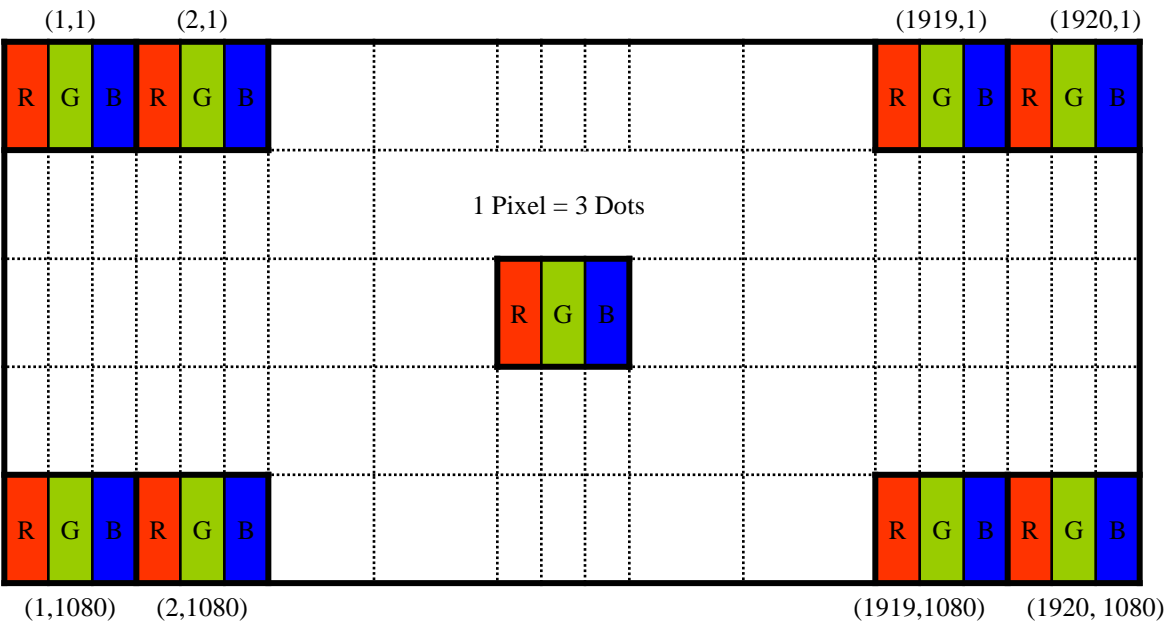 (1,1) (2,1) (1919,1) (1920,1)
R G B R G B R G B R G B
1 Pixel = 3 Dots
R G B
R G B R G B R G B R G B
(1,1080) (2,1080) (1919,1080) (1920, 1080)